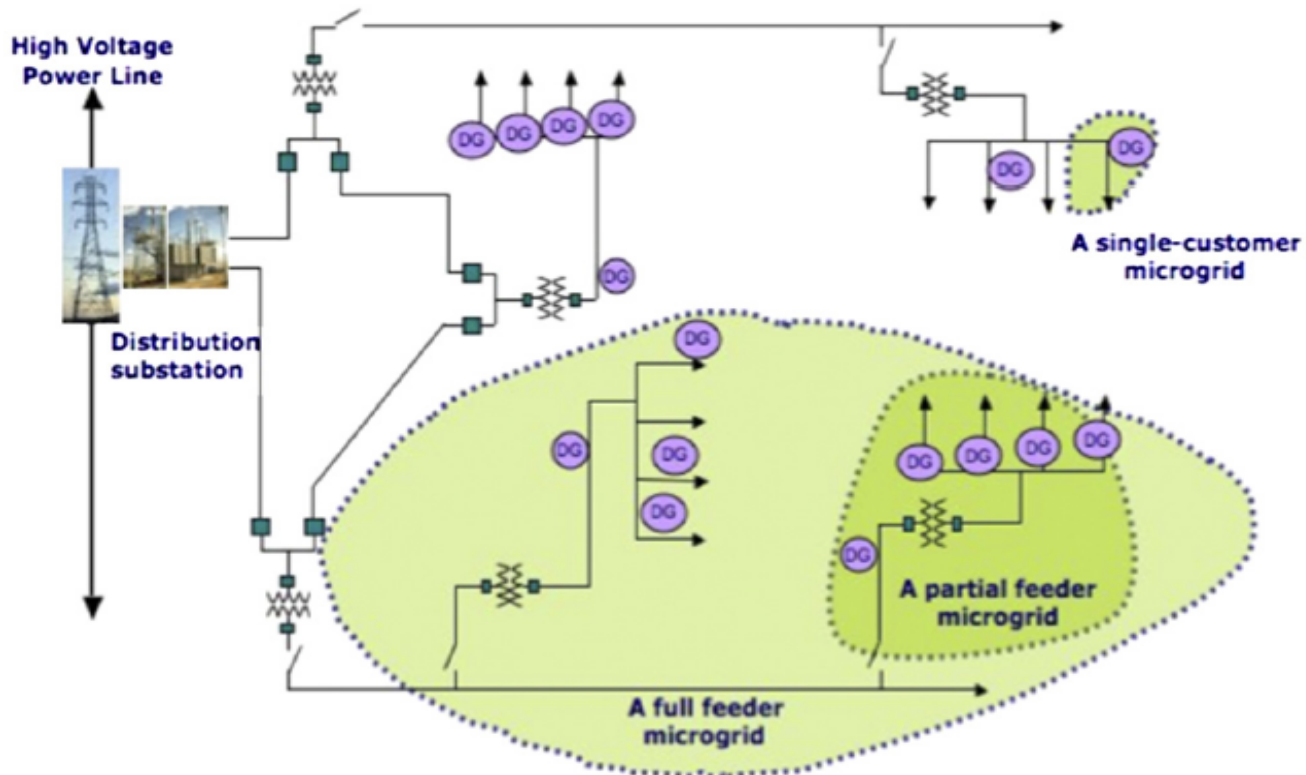 High Voltage
Power Line
DG
DG
DG
DG
DG
DG
A single-customer
microgrid
DG
Distribution
substation
DG
DG
DG
DG
DG
DG
DG
DG
DG
A partial feeder
microgrid
A full feeder
microgrid